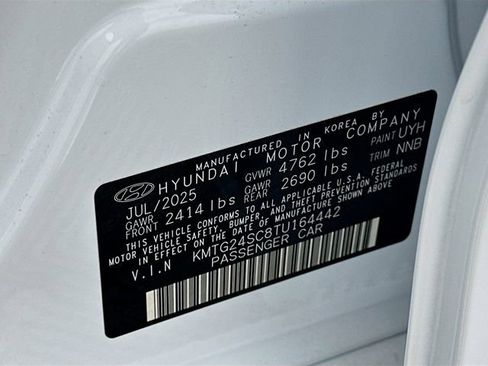 MANUFACTURED IN KOREA BY
HYUNDAI MOTOR COMPANY
JUL/2025 GVWR 4762 lbs PAINT UYH
GAWR FRONT 2414 lbs GAWR REAR 2690 lbs TRIM NNB
THIS VEHICLE CONFORMS TO ALL APPLICABLE U.S.A. FEDERAL
MOTOR VEHICLE SAFETY, BUMPER, AND THEFT PREVENTION STANDARDS
IN EFFECT ON THE DATE OF MANUFACTURE SHOWN ABOVE
V.I.N KMTG24SC8TU164442
PASSENGER CAR